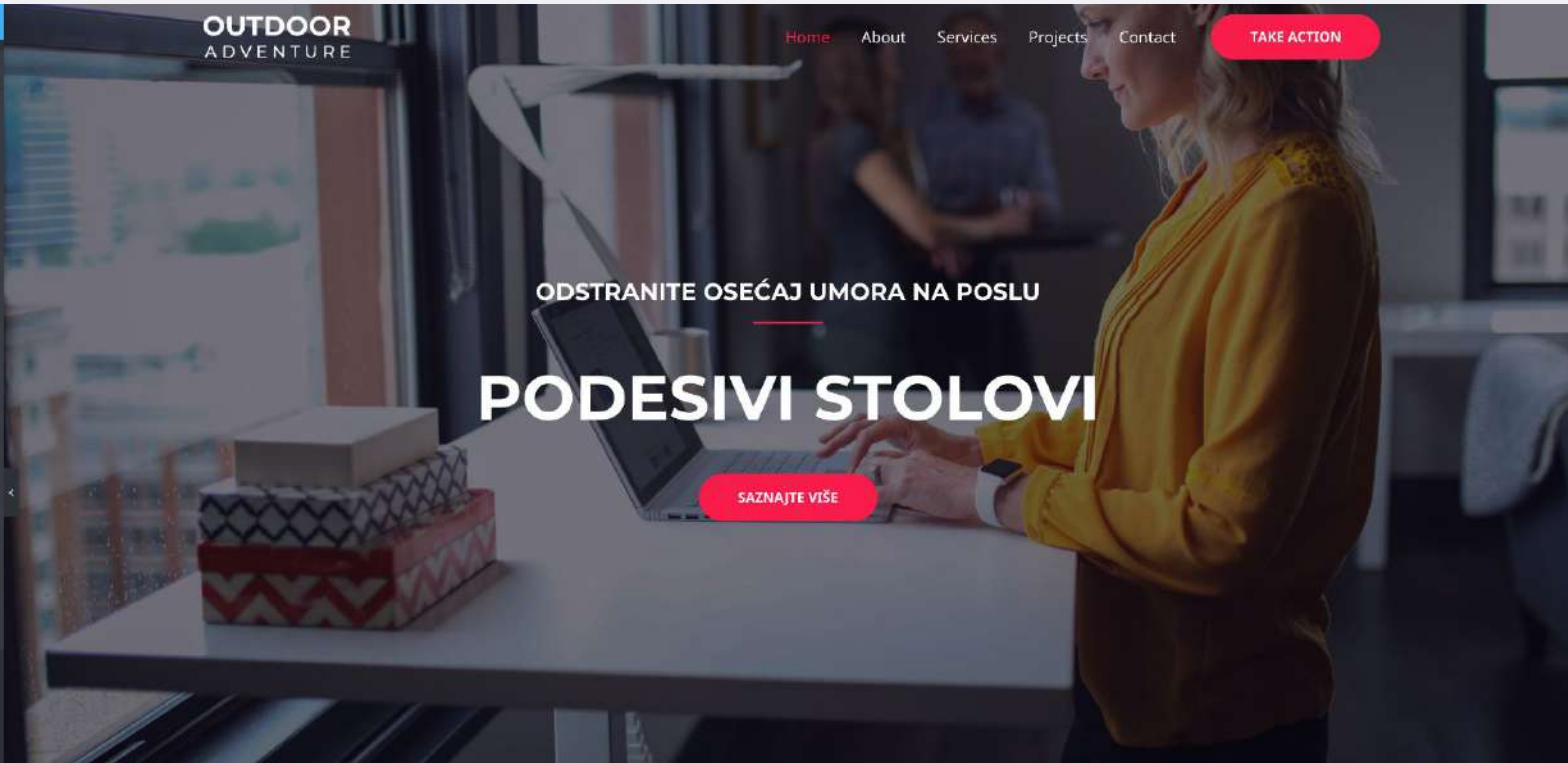 OUTDOOR
ADVENTURE
Home About Services Projects Contact TAKE ACTION
ODSTRANITE OSEĆAJ UMORA NA POSLU
PODESIVI STOLOVI
SAZNAJTE VIŠE